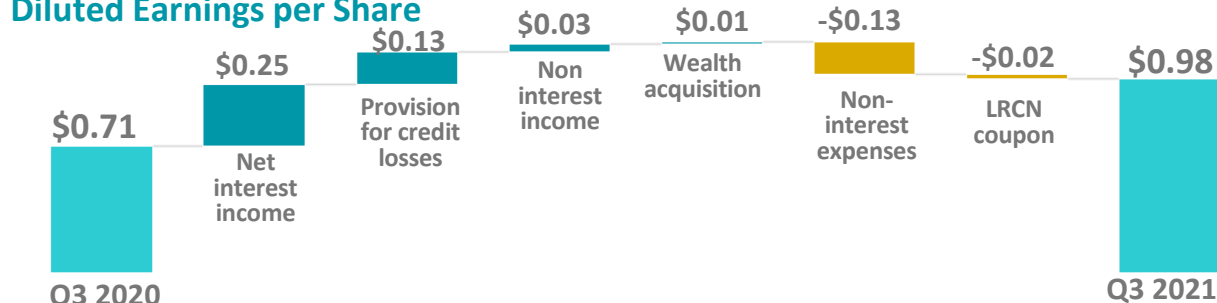 Diluted Earnings per Share
$0.71
Q3 2020
$0.25
Net
interest
income
$0.13
Provision
for credit
losses
$0.03
Non
interest
income
$0.01
Wealth
acquisition
-$0.13
Non-
interest
expenses
-$0.02
LRCN
coupon
$0.98
Q3 2021